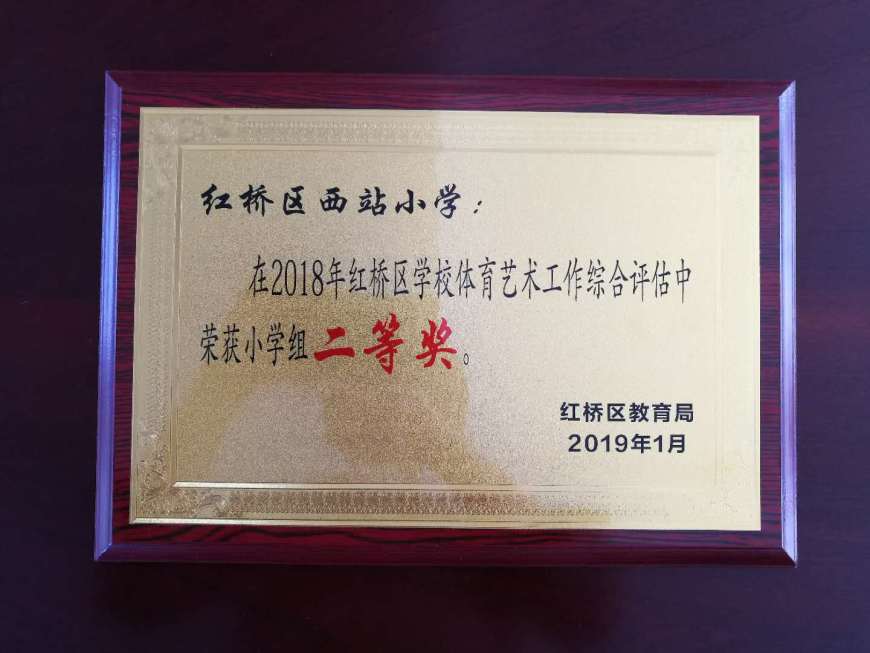 红桥区西站小学：
在2018年红桥区学校体育艺术工作综合评估中
荣获小学组二等奖。
红桥区教育局
2019年1月